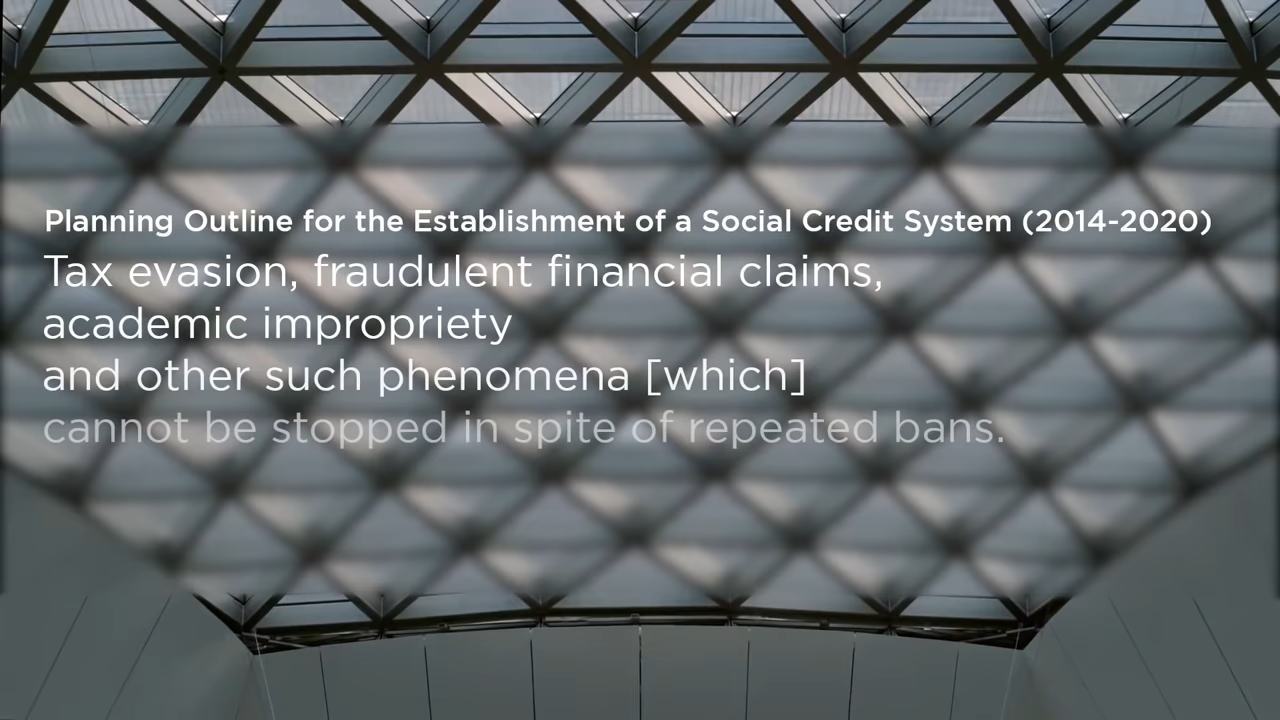 Planning Outline for the Establishment of a Social Credit System (2014-2020)
Tax evasion, fraudulent financial claims,
academic impropriety
and other such phenomena [which]
cannot be stopped in spite of repeated bans.